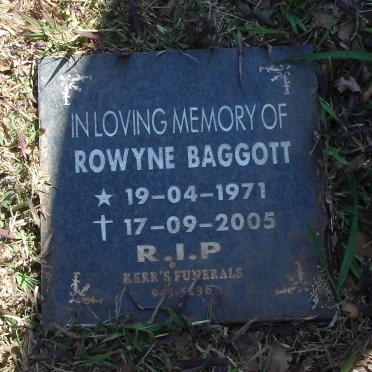 IN LOVING MEMORY OF
ROWYNE BAGGOTT
19-04-1971
17-09-2005
R.I.P
KERR'S FUNERALS